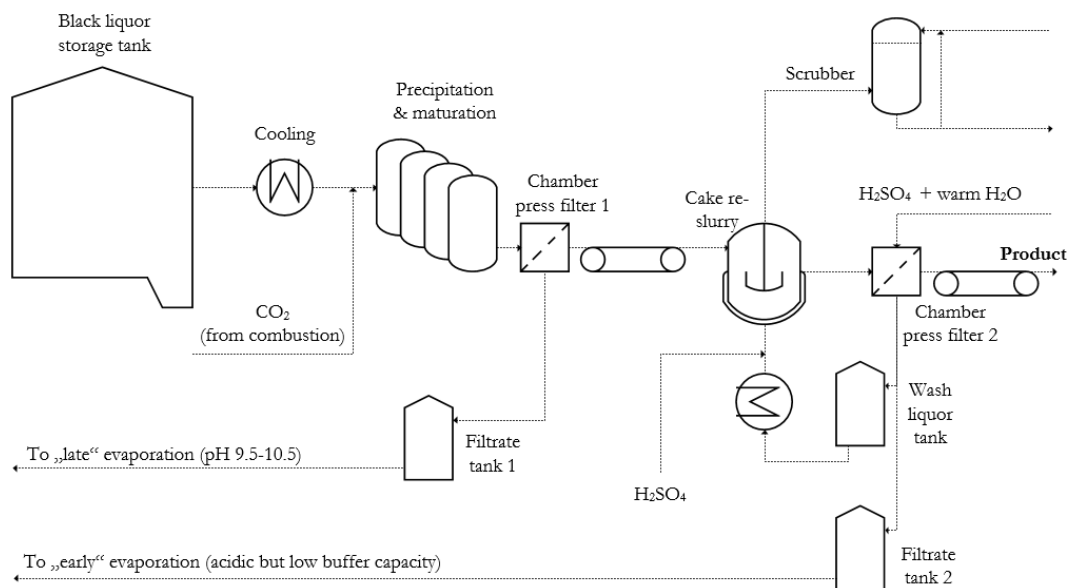 Black liquor
storage tank
Cooling
Precipitation
& maturation
Scrubber
Chamber
press filter 1
Cake re-
slurry
H₂SO₄ + warm H₂O
Product
Chamber
press filter 2
CO₂
(from combustion)
Wash
liquor
tank
Filtrate
tank 1
To „late“ evaporation (pH 9.5-10.5)
H₂SO₄
To „early“ evaporation (acidic but low buffer capacity)
Filtrate
tank 2